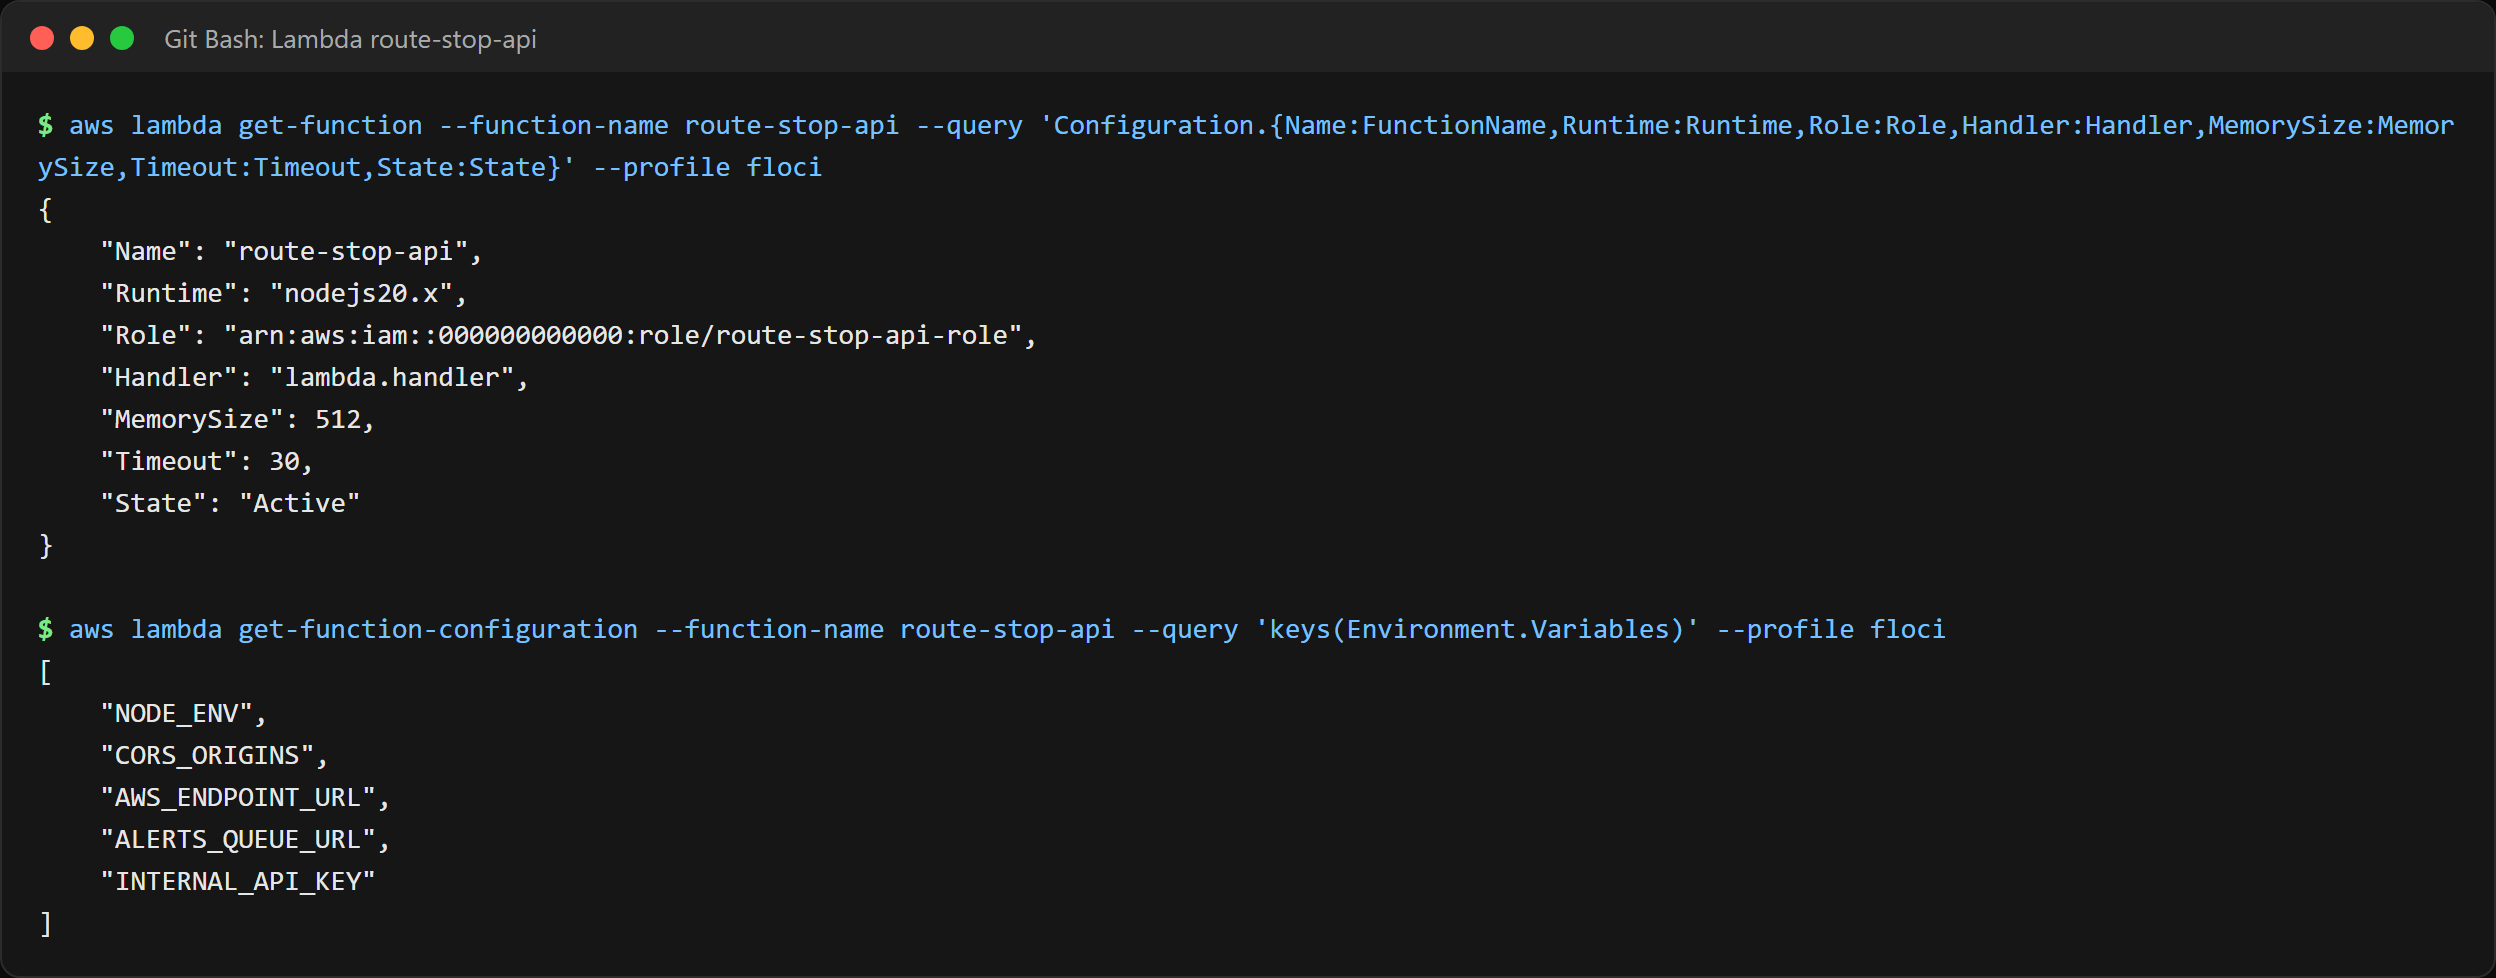 Git Bash: Lambda route-stop-api
$ aws lambda get-function --function-name route-stop-api --query 'Configuration.{Name:FunctionName,Runtime:Runtime,Role:Role,Handler:Handler,MemorySize:Memor
ySize,Timeout:Timeout,State:State}' --profile floci
{
    "Name": "route-stop-api",
    "Runtime": "nodejs20.x",
    "Role": "arn:aws:iam::000000000000:role/route-stop-api-role",
    "Handler": "lambda.handler",
    "MemorySize": 512,
    "Timeout": 30,
    "State": "Active"
}
$ aws lambda get-function-configuration --function-name route-stop-api --query 'keys(Environment.Variables)' --profile floci
[
    "NODE_ENV",
    "CORS_ORIGINS",
    "AWS_ENDPOINT_URL",
    "ALERTS_QUEUE_URL",
    "INTERNAL_API_KEY"
]